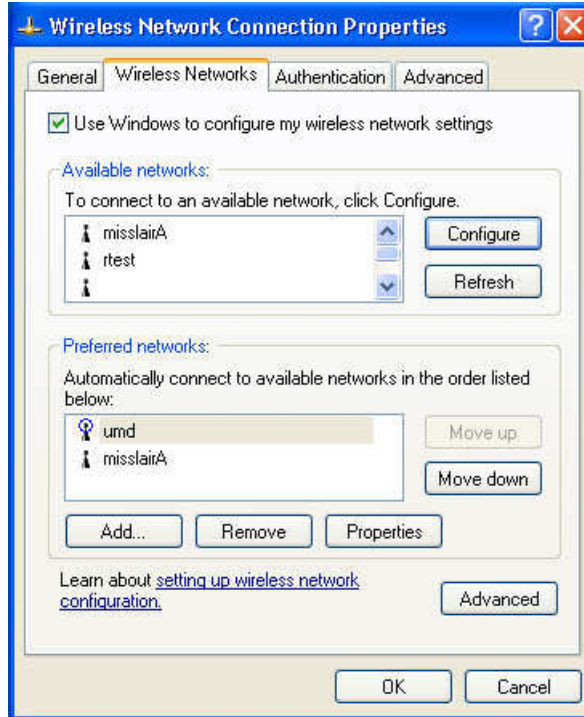 Wireless Network Connection Properties
General Wireless Networks Authentication Advanced
Use Windows to configure my wireless network settings
Available networks:
To connect to an available network, click Configure.
misslairA
rtest
Configure
Refresh
Preferred networks:
Automatically connect to available networks in the order listed
below:
umd
misslairA
Move up
Move down
Add... Remove Properties
Learn about setting up wireless network
configuration.
Advanced
OK Cancel